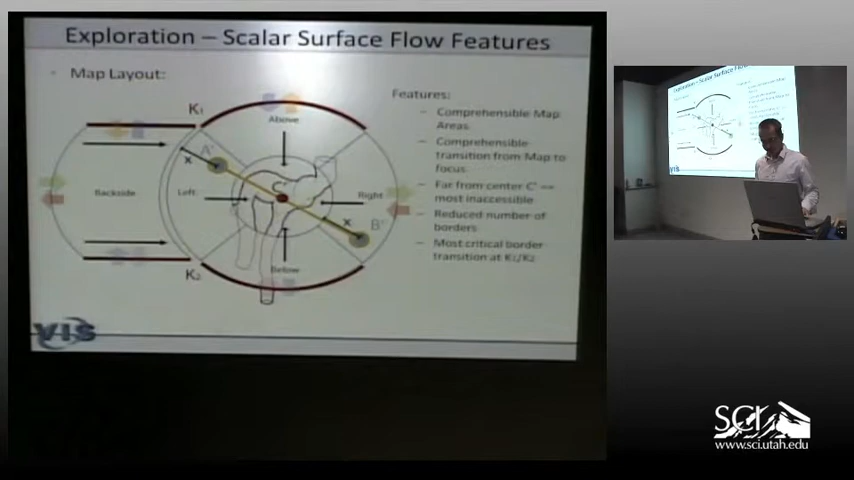 Exploration – Scalar Surface Flow Features
Map Layout:
Features:
K1
Above
– Comprehensible Map
Areas
A'
x
– Comprehensible
transition from Map to
focus
Backside
Left
C'
Right
– Far from center C'
most inaccessible
x
B'
– Reduced number of
borders
– Most critical border
transition at K1/K2
K2
Below
VIS
SCI
www.sci.utah.edu